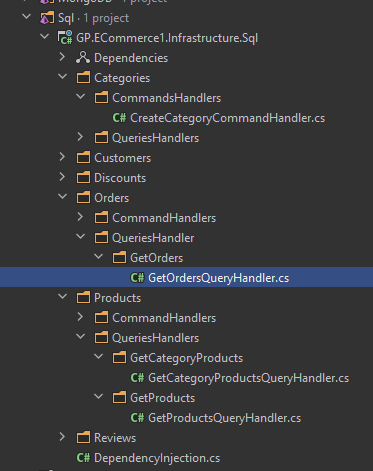 MongoDB · 1 project
Sql · 1 project
GP.ECommerce1.Infrastructure.Sql
Dependencies
Categories
CommandsHandlers
C# CreateCategoryCommandHandler.cs
QueriesHandlers
Customers
Discounts
Orders
CommandHandlers
QueriesHandler
GetOrders
C# GetOrdersQueryHandler.cs
Products
CommandHandlers
QueriesHandlers
GetCategoryProducts
C# GetCategoryProductsQueryHandler.cs
GetProducts
C# GetProductsQueryHandler.cs
Reviews
C# DependencyInjection.cs